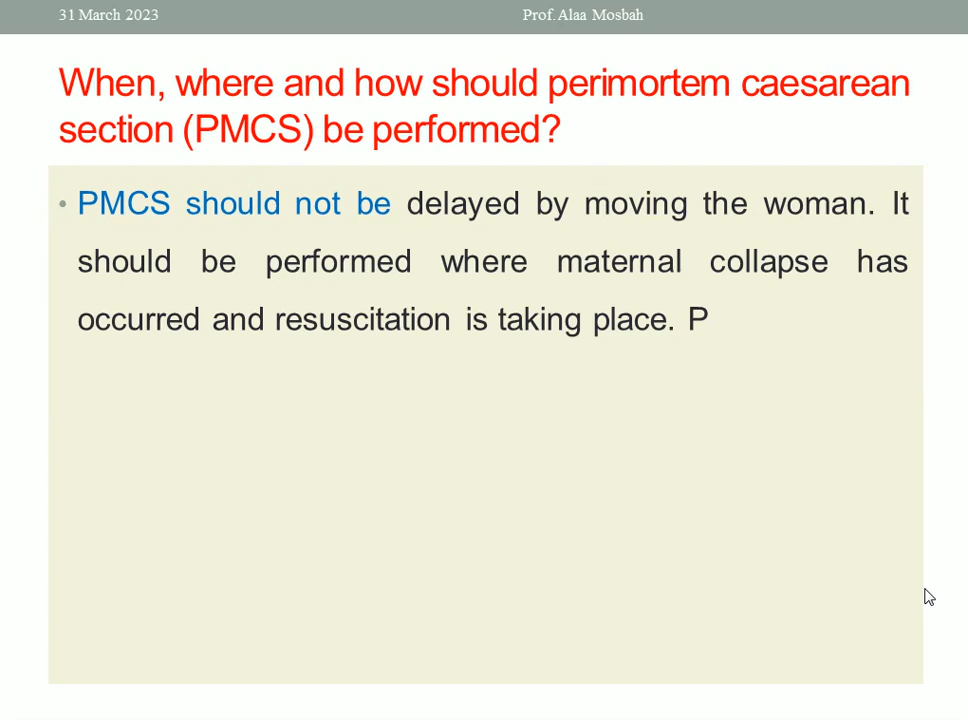 31 March 2023 Prof. Alaa Mosbah
When, where and how should perimortem caesarean
section (PMCS) be performed?
• PMCS should not be delayed by moving the woman. It
should be performed where maternal collapse has
occurred and resuscitation is taking place. P